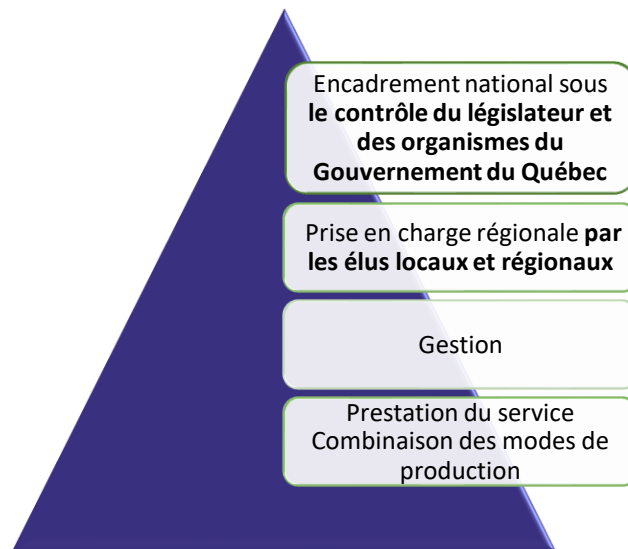 Encadrement national sous
le contrôle du législateur et
des organismes du
Gouvernement du Québec
Prise en charge régionale par
les élus locaux et régionaux
Gestion
Prestation du service
Combinaison des modes de
production